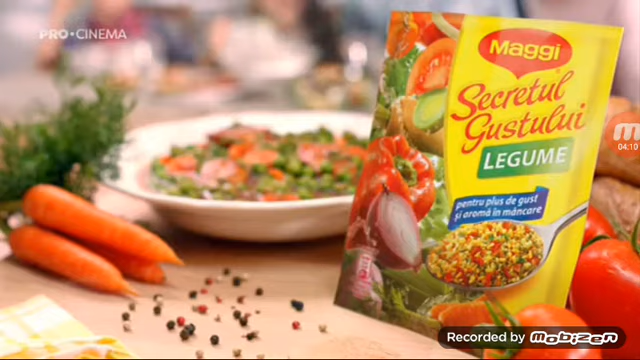 PRO•CINEMA
Maggi
Secretul
Gustului
LEGUME
pentru plus de gust
și aromă în mâncare
04:10
Recorded by Mobizen